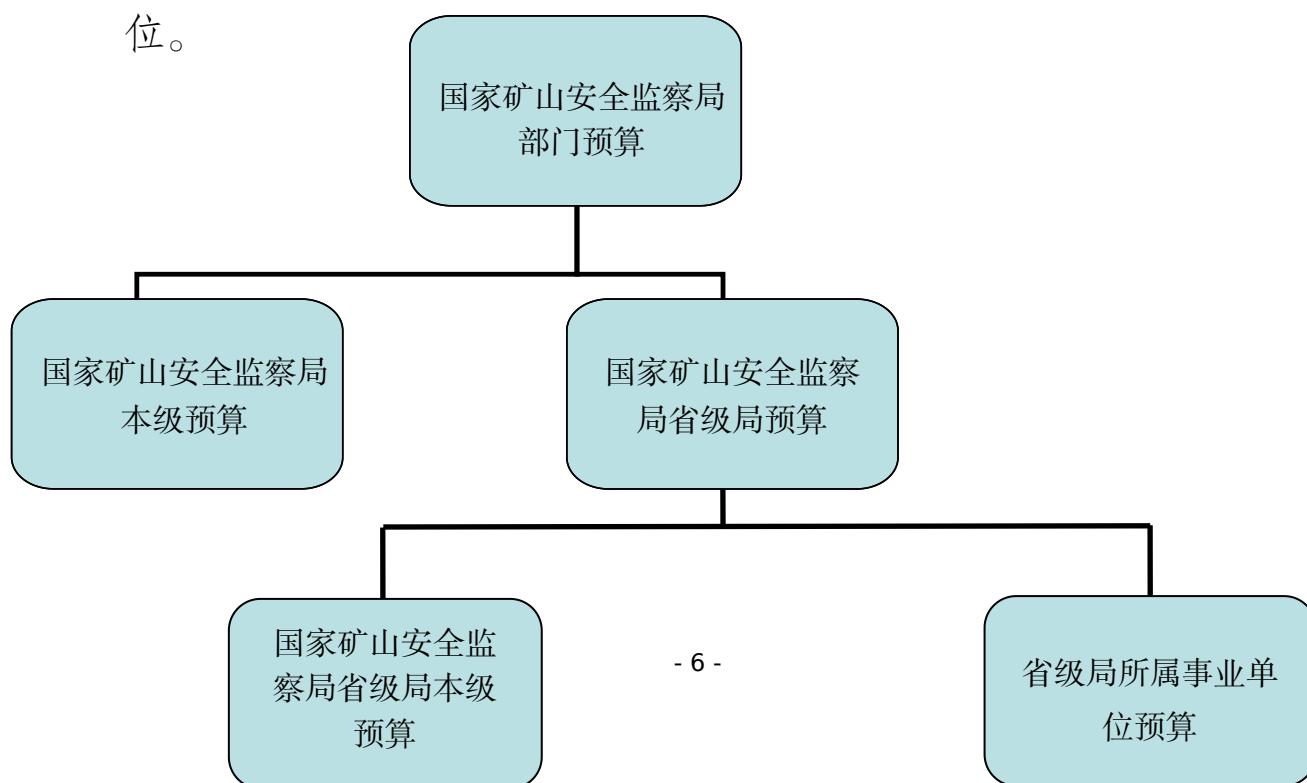 位。
国家矿山安全监察局
部门预算
国家矿山安全监察局
本级预算
国家矿山安全监察
局省级局预算
国家矿山安全监
察局省级局本级
预算
- 6 -
省级局所属事业单
位预算